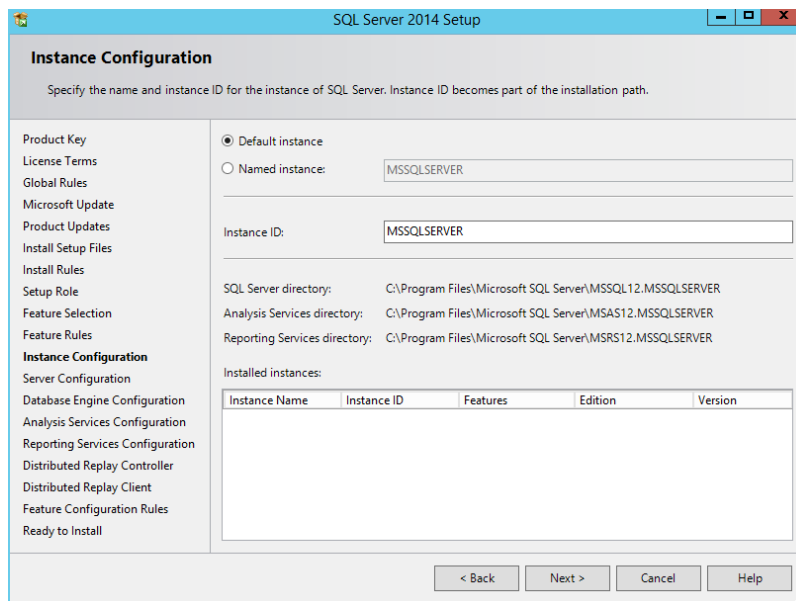 SQL Server 2014 Setup
Instance Configuration
Specify the name and instance ID for the instance of SQL Server. Instance ID becomes part of the installation path.
Product Key
License Terms
Global Rules
Microsoft Update
Product Updates
Install Setup Files
Install Rules
Setup Role
Feature Selection
Feature Rules
Instance Configuration
Server Configuration
Database Engine Configuration
Analysis Services Configuration
Reporting Services Configuration
Distributed Replay Controller
Distributed Replay Client
Feature Configuration Rules
Ready to Install
Default instance
Named instance: MSSQLSERVER
Instance ID: MSSQLSERVER
SQL Server directory: C:\Program Files\Microsoft SQL Server\MSSQL12.MSSQLSERVER
Analysis Services directory: C:\Program Files\Microsoft SQL Server\MSAS12.MSSQLSERVER
Reporting Services directory: C:\Program Files\Microsoft SQL Server\MSRS12.MSSQLSERVER
Installed instances:
Instance Name Instance ID Features Edition Version
< Back Next > Cancel Help